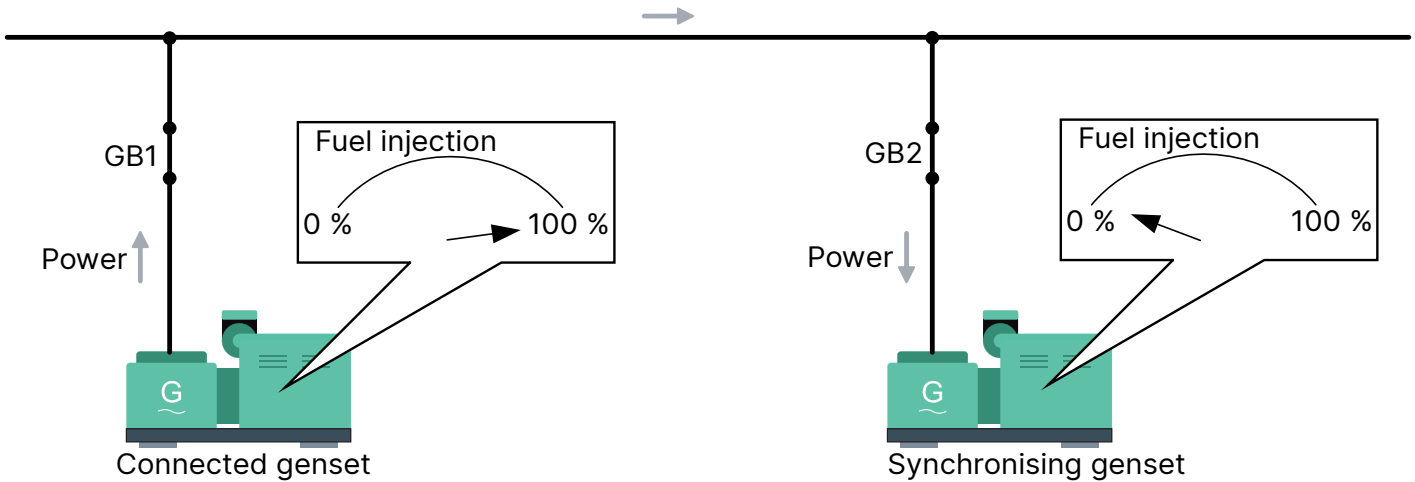 Fuel injection
0 %
100 %
GB1
Power
G
Connected genset
Fuel injection
0 %
100 %
GB2
Power
G
Synchronising genset